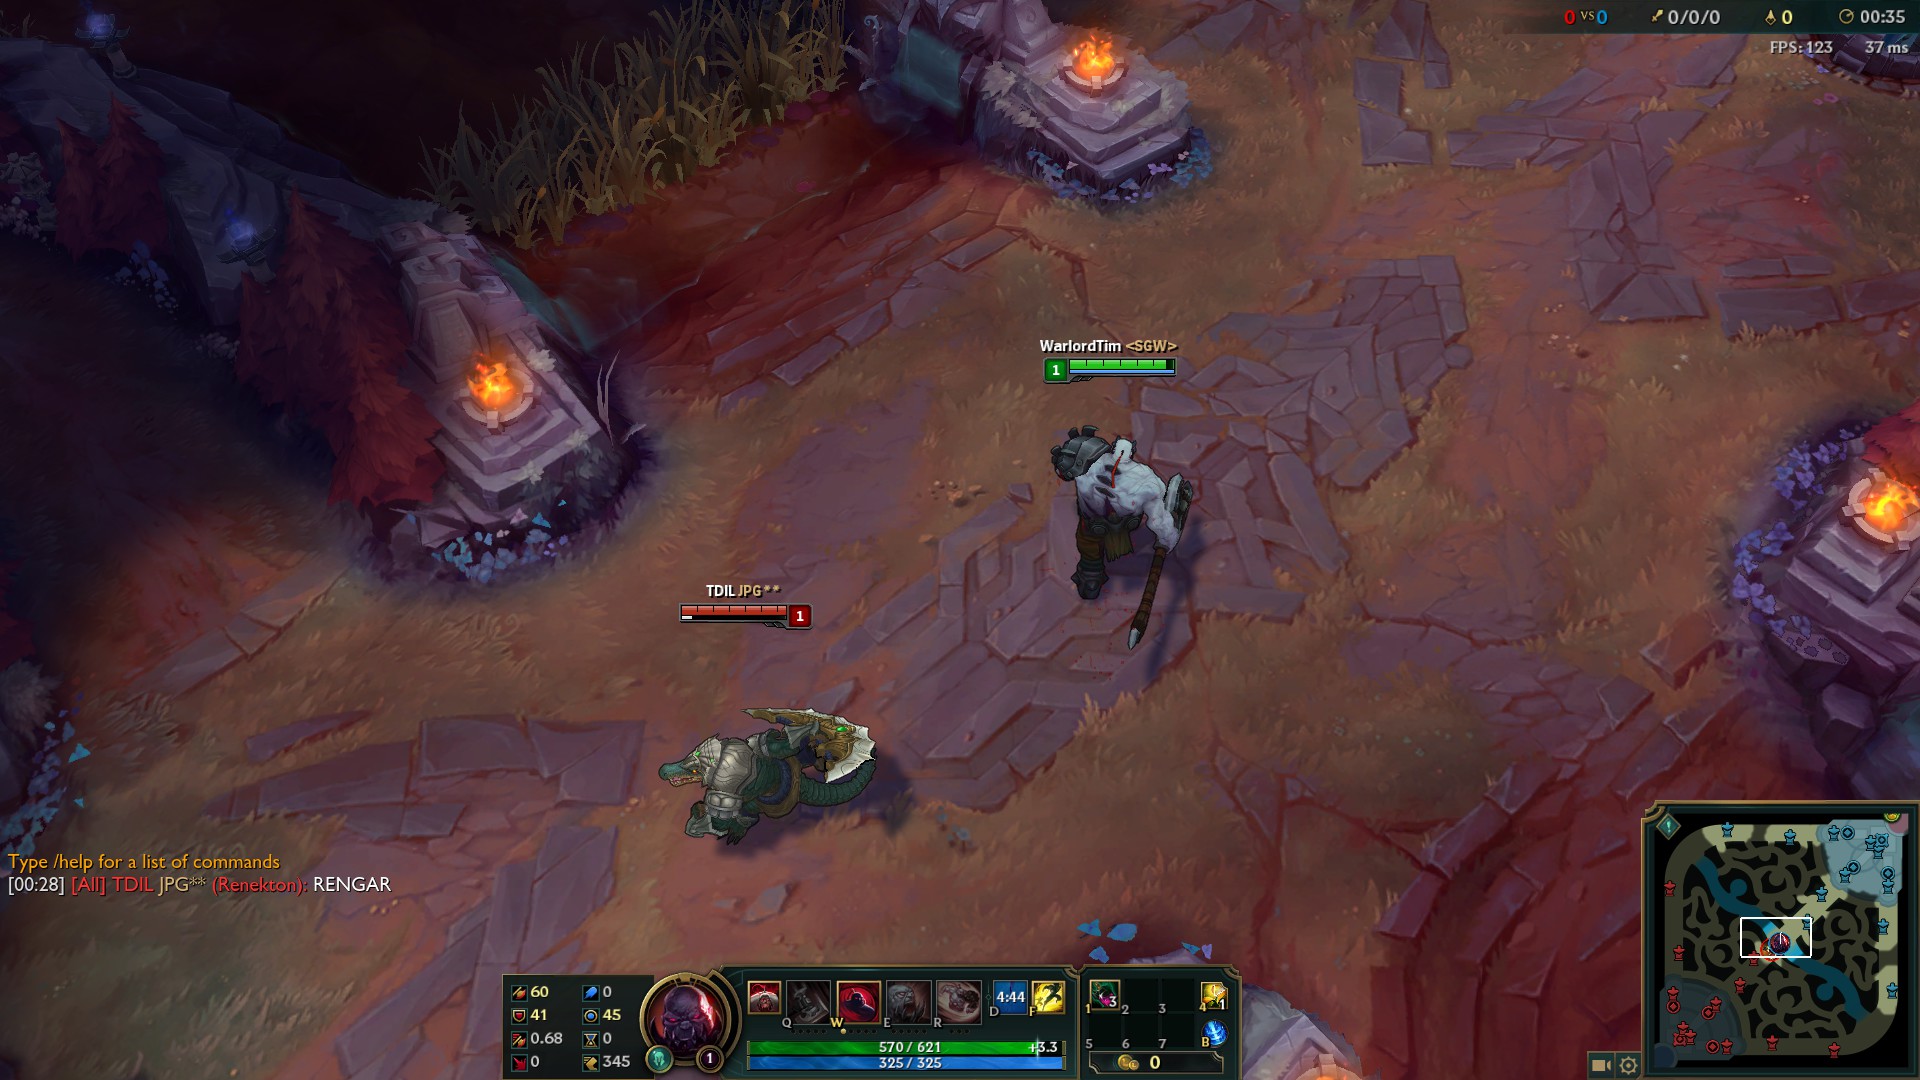 0 VS 0 0/0/0 0 00:35
FPS: 123 37 ms
WarlordTim <SGW>
1
TDIL JPG**
1
Type /help for a list of commands
[00:28] [All] TDIL JPG** (Renekton): RENGAR
60 0
41 45
0.68 0
0 345
1
Q W E R
4:44
D F
570 / 621 +3.3
325 / 325
1 3 2 3 4 1
5 6 7 B
0